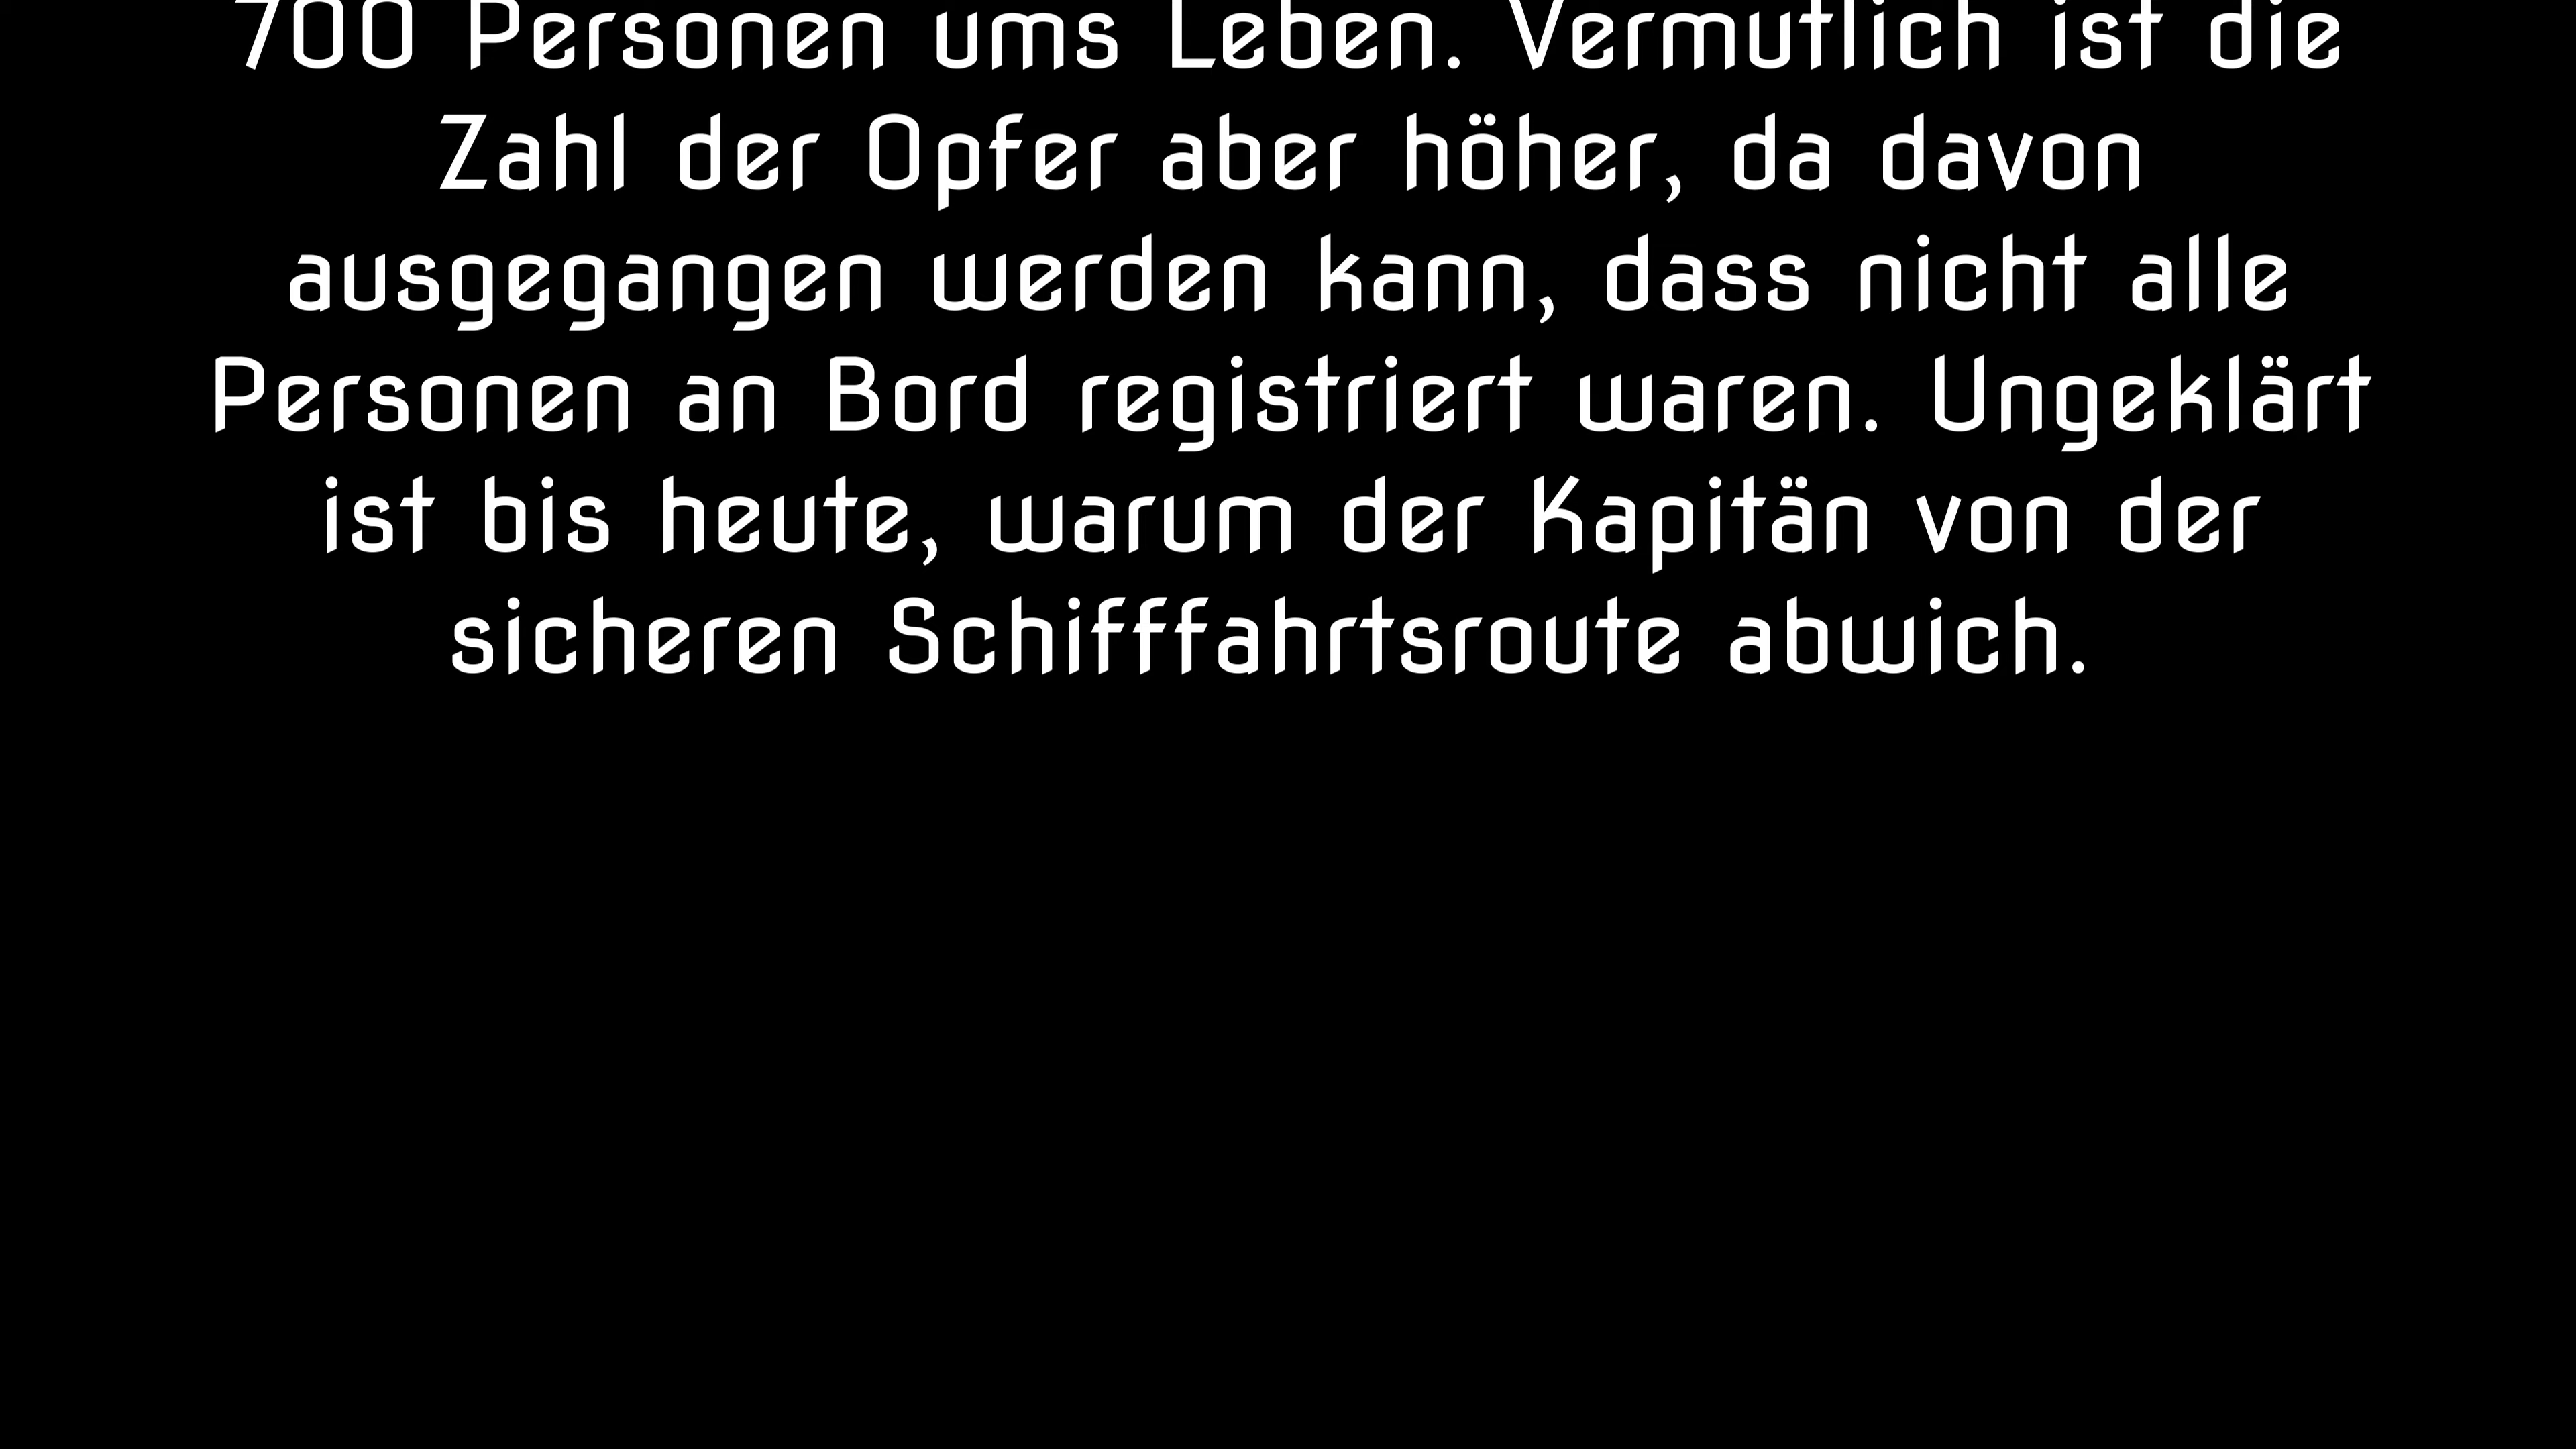 700 Personen ums Leben. Vermutlich ist die
Zahl der Opfer aber höher, da davon
ausgegangen werden kann, dass nicht alle
Personen an Bord registriert waren. Ungeklärt
ist bis heute, warum der Kapitän von der
sicheren Schifffahrtsroute abwich.